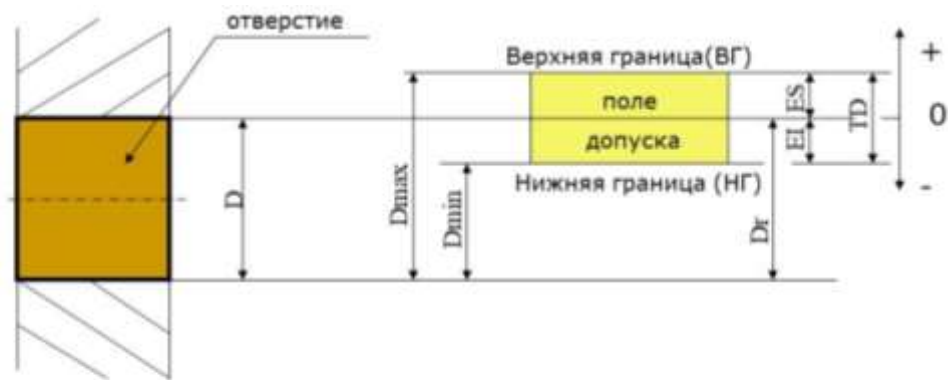 отверстие
Верхняя граница(ВГ)
поле
допуска
Нижняя граница (НГ)
D
Dmax
Dmin
Dr
ES
EI
TD
+
0
-